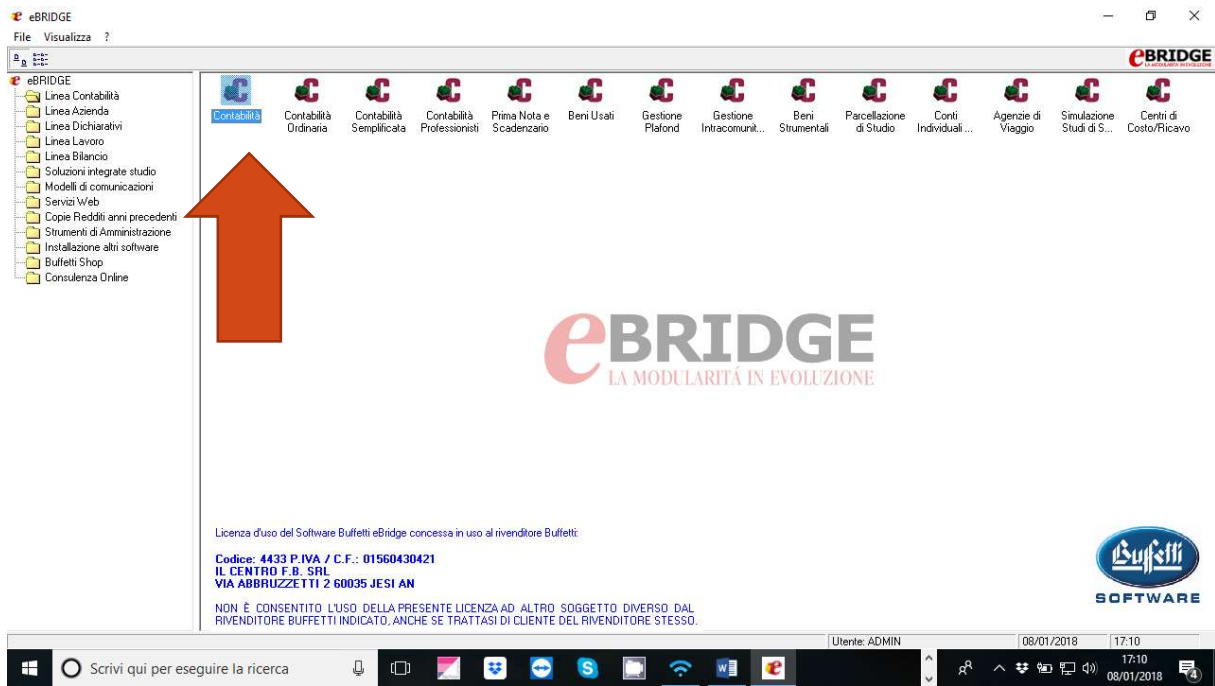 eBRIDGE
File Visualizza ?
eBRIDGE
eBRIDGE
Linea Contabilità
Linea Azienda
Linea Dichiarativi
Linea Lavoro
Linea Bilancio
Soluzioni integrate studio
Modelli di comunicazioni
Servizi Web
Copie Redditi anni precedenti
Strumenti di Amministrazione
Installazione altri software
Buffetti Shop
Consulenza Online
Contabilità
Contabilità
Ordinaria
Contabilità
Semplificata
Contabilità
Professionisti
Prima Nota e
Scadenzario
Beni Usati
Gestione
Plafond
Gestione
Intracomunit...
Beni
Strumentali
Parcellazione
di Studio
Conti
Individuali ...
Agenzie di
Viaggio
Simulazione
Studi di S...
Centri di
Costo/Ricavo
eBRIDGE
LA MODULARITÁ IN EVOLUZIONE
Licenza d'uso del Software Buffetti eBridge concessa in uso al rivenditore Buffetti:
Codice: 4433 P.IVA / C.F.: 01560430421
IL CENTRO F.B. SRL
VIA ABBRUZZETTI 2 60035 JESI AN
NON È CONSENTITO L'USO DELLA PRESENTE LICENZA AD ALTRO SOGGETTO DIVERSO DAL
RIVENDITORE BUFFETTI INDICATO, ANCHE SE TRATTASI DI CLIENTE DEL RIVENDITORE STESSO.
Buffetti
SOFTWARE
Utente: ADMIN 08/01/2018 17:10
Scrivi qui per eseguire la ricerca
17:10
08/01/2018
4